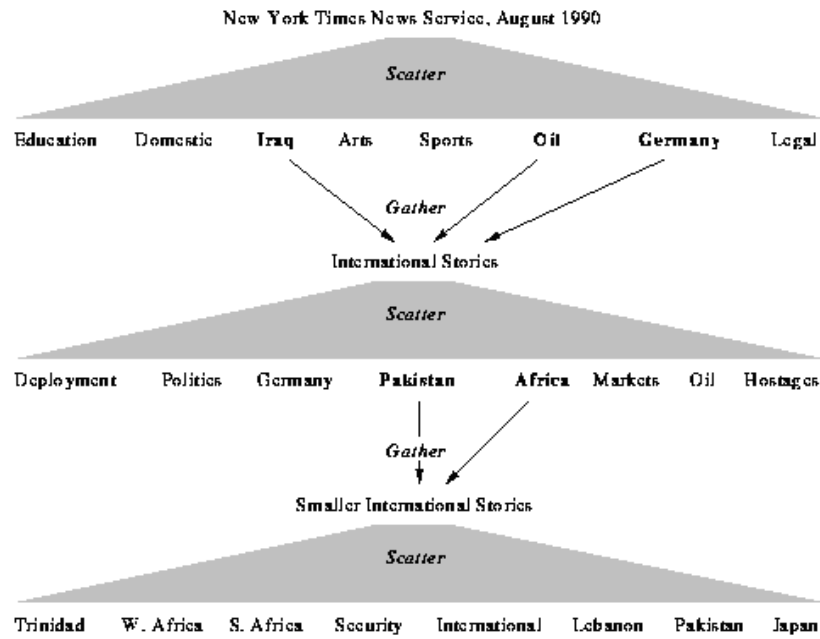 New York Times News Service, August 1990
Scatter
Education Domestic Iraq Arts Sports Oil Germany Legal
Gather
International Stories
Scatter
Deployment Politics Germany Pakistan Africa Markets Oil Hostages
Gather
Smaller International Stories
Scatter
Trinidad W. Africa S. Africa Security International Lebanon Pakistan Japan